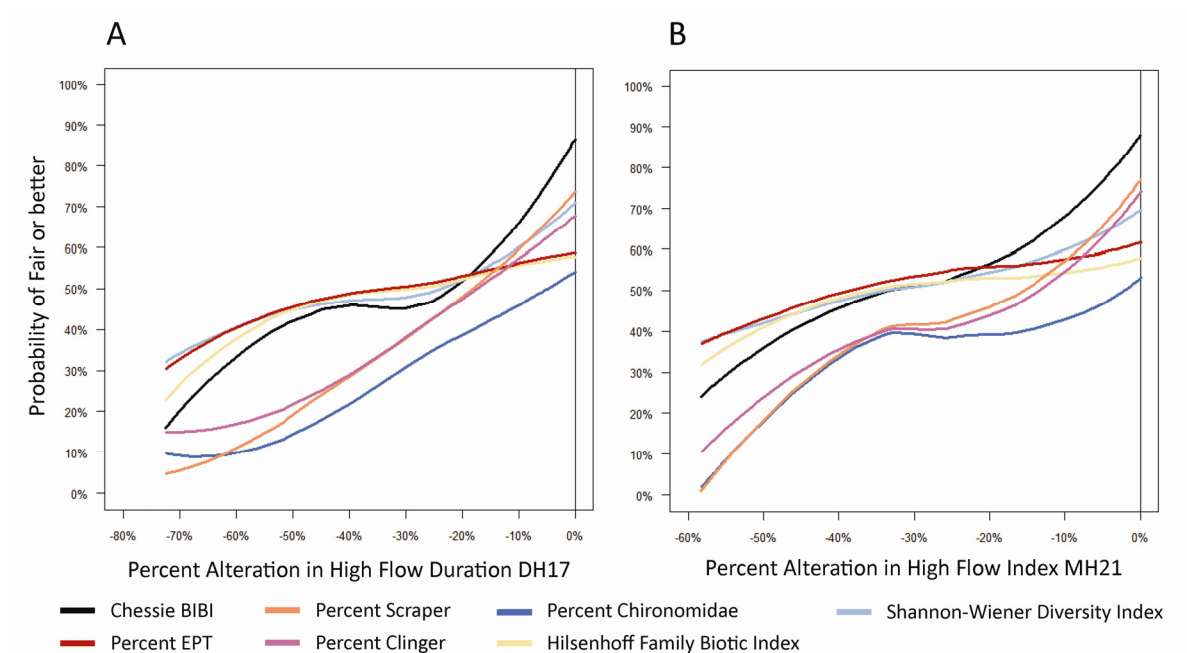 A
B
Probability of Fair or better
100%
90%
80%
70%
60%
50%
40%
30%
20%
10%
0%
-80% -70% -60% -50% -40% -30% -20% -10% 0%
Percent Alteration in High Flow Duration DH17
100%
90%
80%
70%
60%
50%
40%
30%
20%
10%
0%
-60% -50% -40% -30% -20% -10% 0%
Percent Alteration in High Flow Index MH21
Chessie BIBI Percent Scraper Percent Chironomidae Shannon-Wiener Diversity Index
Percent EPT Percent Clinger Hilsenhoff Family Biotic Index